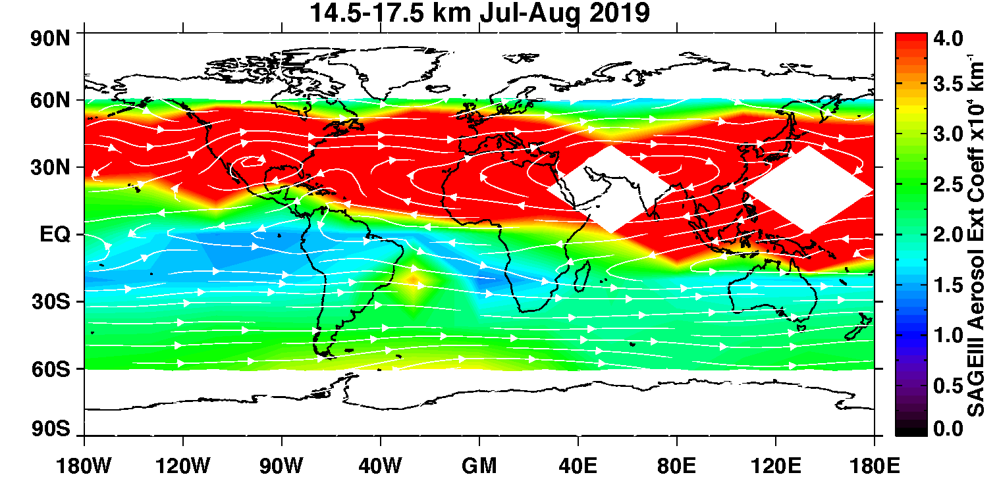 14.5-17.5 km Jul-Aug 2019
90N
60N
30N
EQ
30S
60S
90S
180W 120W 90W 40W GM 40E 80E 120E 180E
4.0
3.5
3.0
2.5
2.0
1.5
1.0
0.5
0.0
SAGEIII Aerosol Ext Coeff x10⁴ km⁻¹